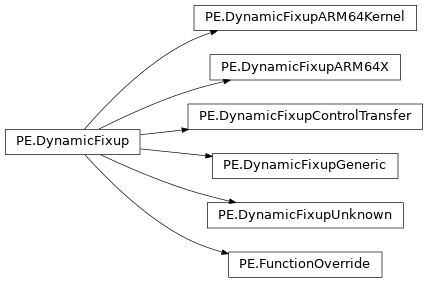 PE.DynamicFixupARM64Kernel
PE.DynamicFixupARM64X
PE.DynamicFixupControlTransfer
PE.DynamicFixup
PE.DynamicFixupGeneric
PE.DynamicFixupUnknown
PE.FunctionOverride